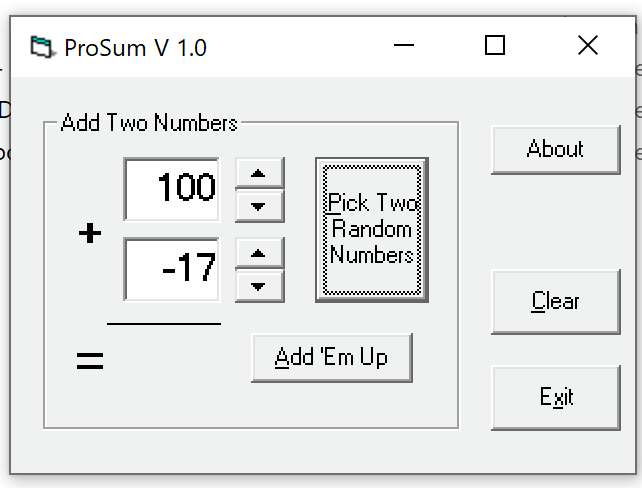 ProSum V 1.0
Add Two Numbers
About
100
+
-17
Pick Two
Random
Numbers
=
Add 'Em Up
Clear
Exit